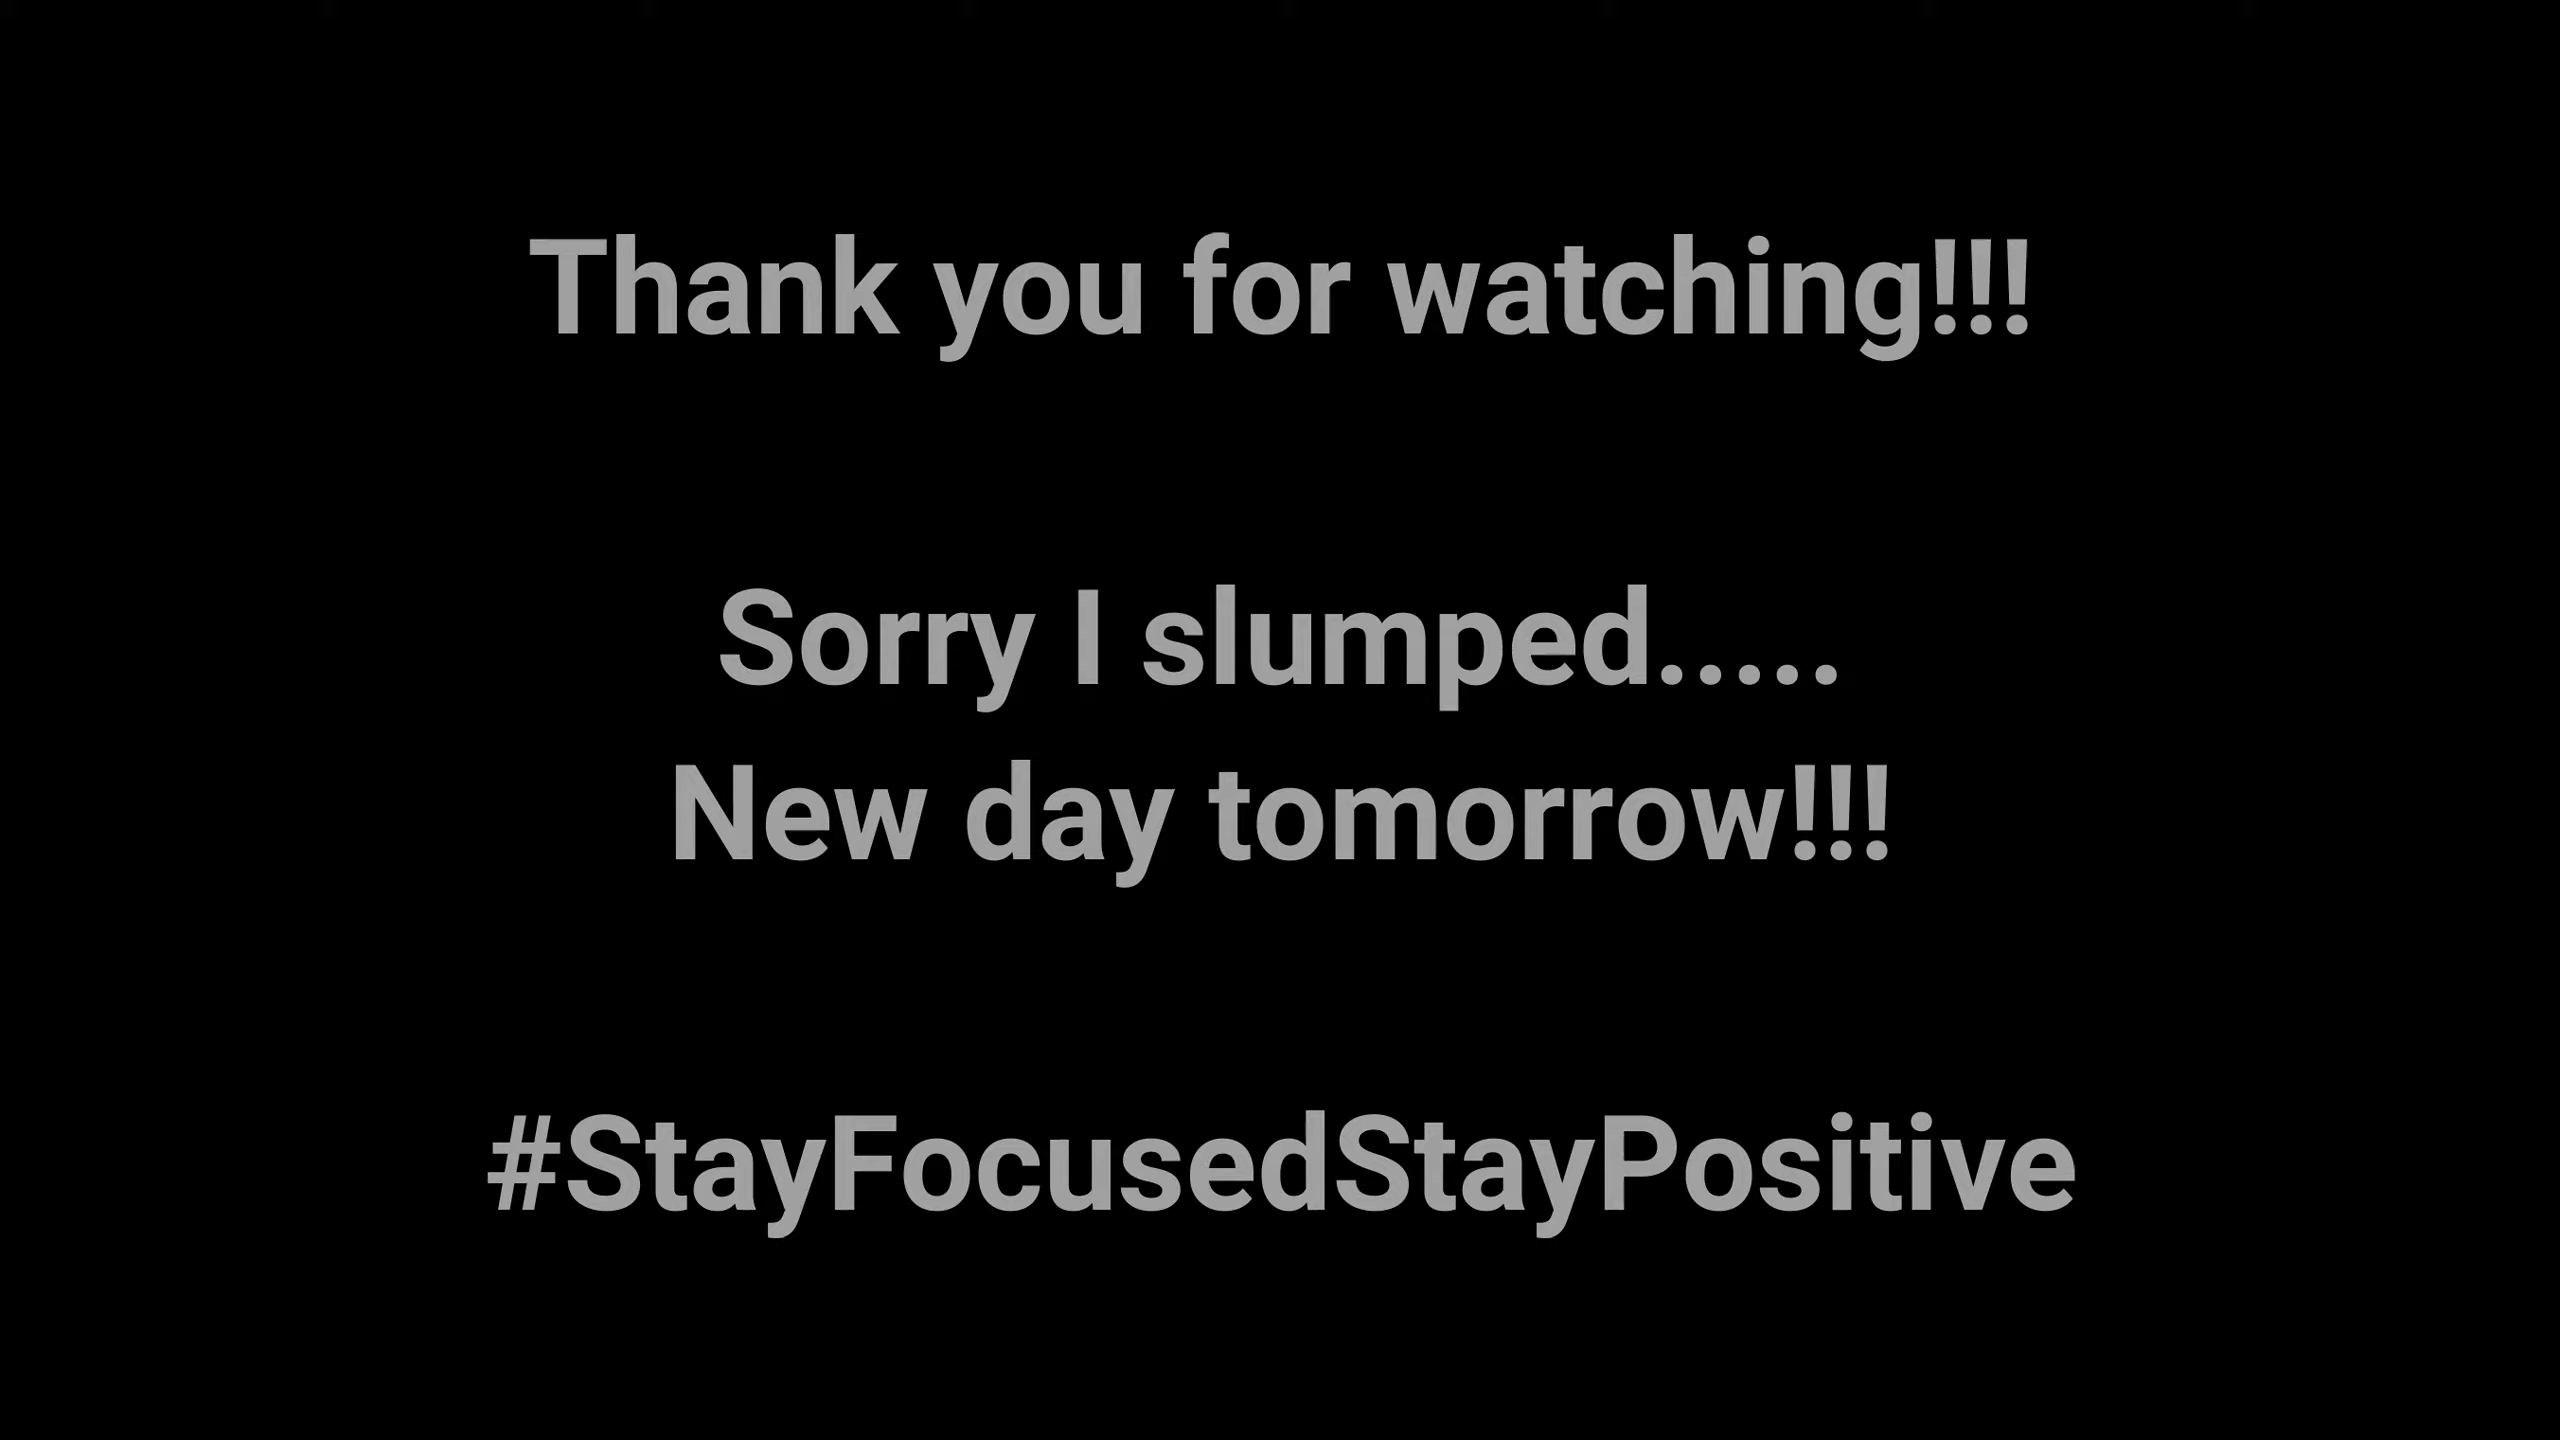 Thank you for watching!!!
Sorry I slumped.....
New day tomorrow!!!
#StayFocusedStayPositive